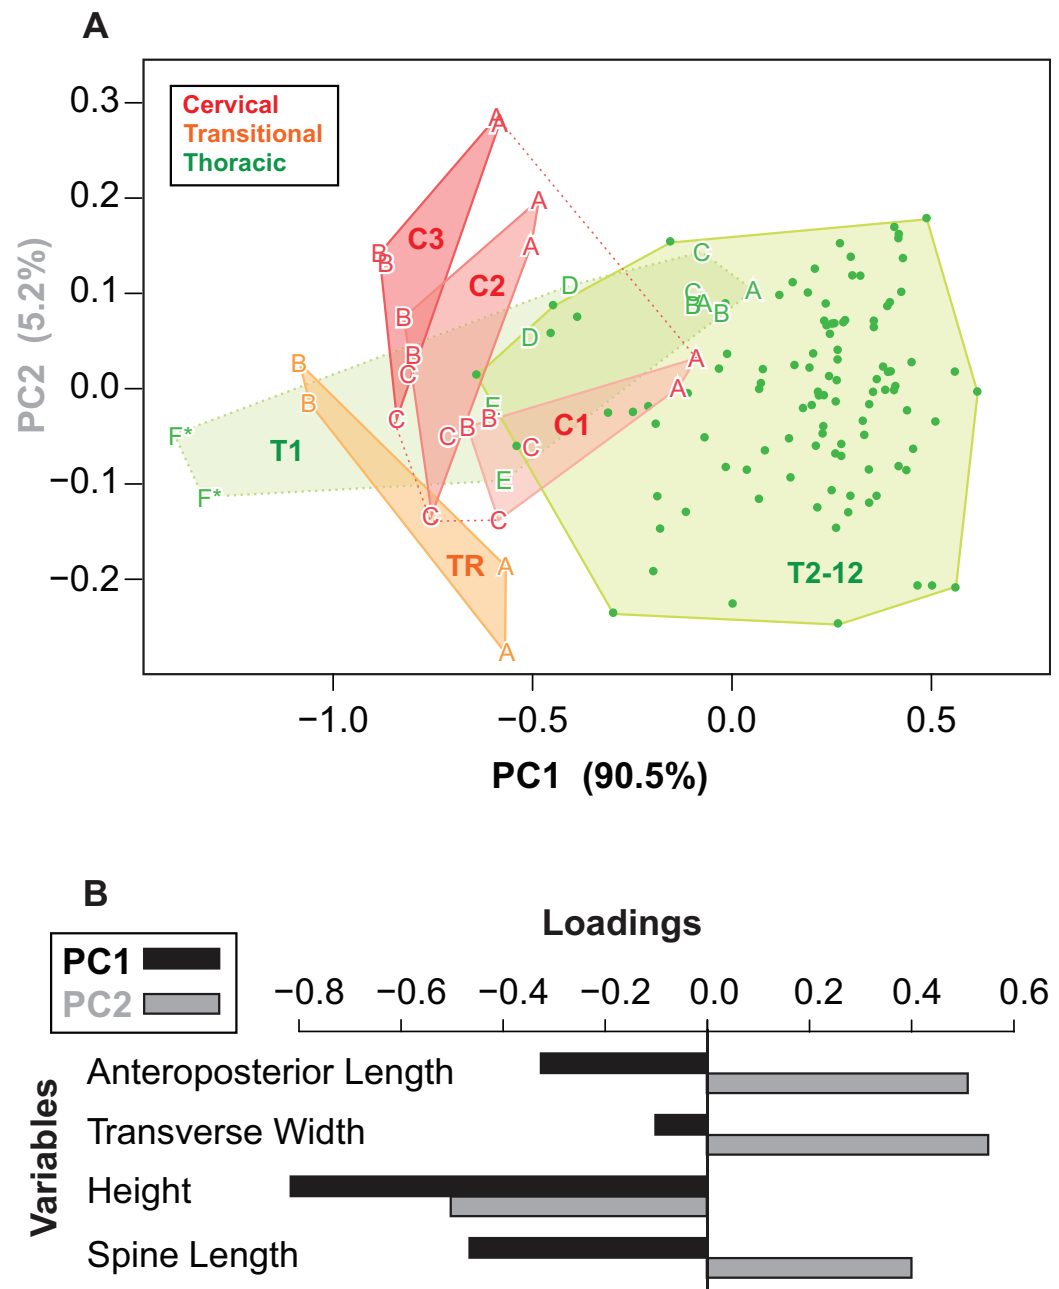 A
Cervical
Transitional
Thoracic
PC2 (5.2%)
0.3
0.2
0.1
0.0
−0.1
−0.2
A
A
A
A
C3
B
B
C2
B
B
C
C
C
C
B
B
C
C
C1
A
A
D
D
C
C
B
A
B
A
E
E
B
B
F*
F*
T1
TR
A
A
T2-12
−1.0
−0.5
0.0
0.5
PC1 (90.5%)
B
Loadings
PC1
PC2
−0.8
−0.6
−0.4
−0.2
0.0
0.2
0.4
0.6
Variables
Anteroposterior Length
Transverse Width
Height
Spine Length